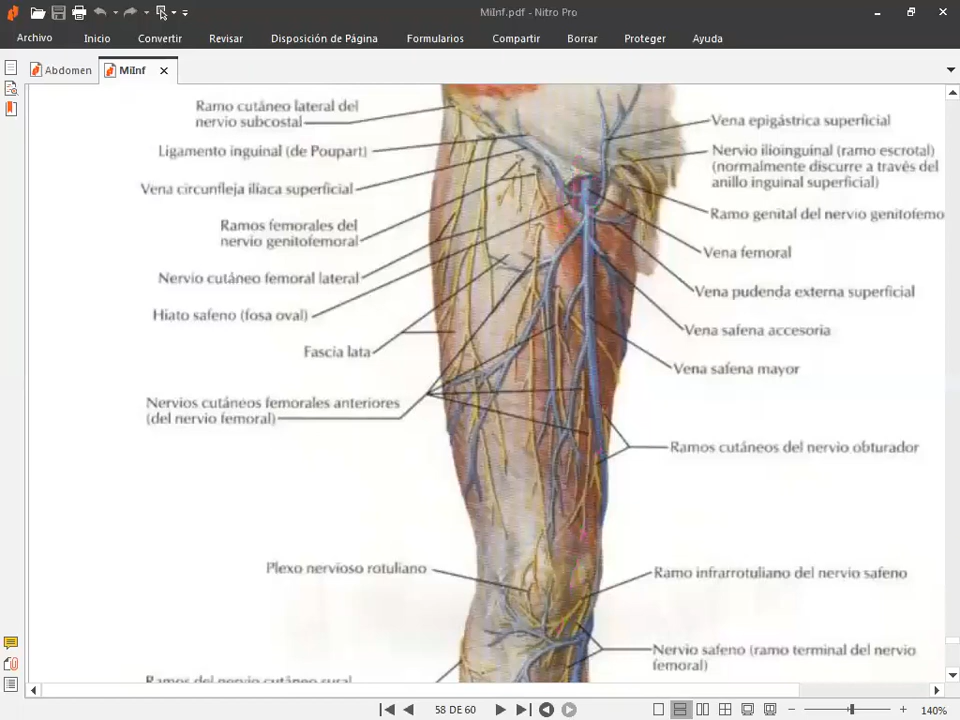 MiInf.pdf - Nitro Pro
Archivo
Inicio
Convertir
Revisar
Disposición de Página
Formularios
Compartir
Borrar
Proteger
Ayuda
Abdomen
MiInf
Ramo cutáneo lateral del
nervio subcostal
Ligamento inguinal (de Poupart)
Vena circunfleja ilíaca superficial
Ramos femorales del
nervio genitofemoral
Nervio cutáneo femoral lateral
Hiato safeno (fosa oval)
Fascia lata
Nervios cutáneos femorales anteriores
(del nervio femoral)
Plexo nervioso rotuliano
Ramos del nervio cutáneo sural
Vena epigástrica superficial
Nervio ilioinguinal (ramo escrotal)
(normalmente discurre a través del
anillo inguinal superficial)
Ramo genital del nervio genitofemo
Vena femoral
Vena pudenda externa superficial
Vena safena accesoria
Vena safena mayor
Ramos cutáneos del nervio obturador
Ramo infrarrotuliano del nervio safeno
Nervio safeno (ramo terminal del nervio
femoral)
58 DE 60
140%